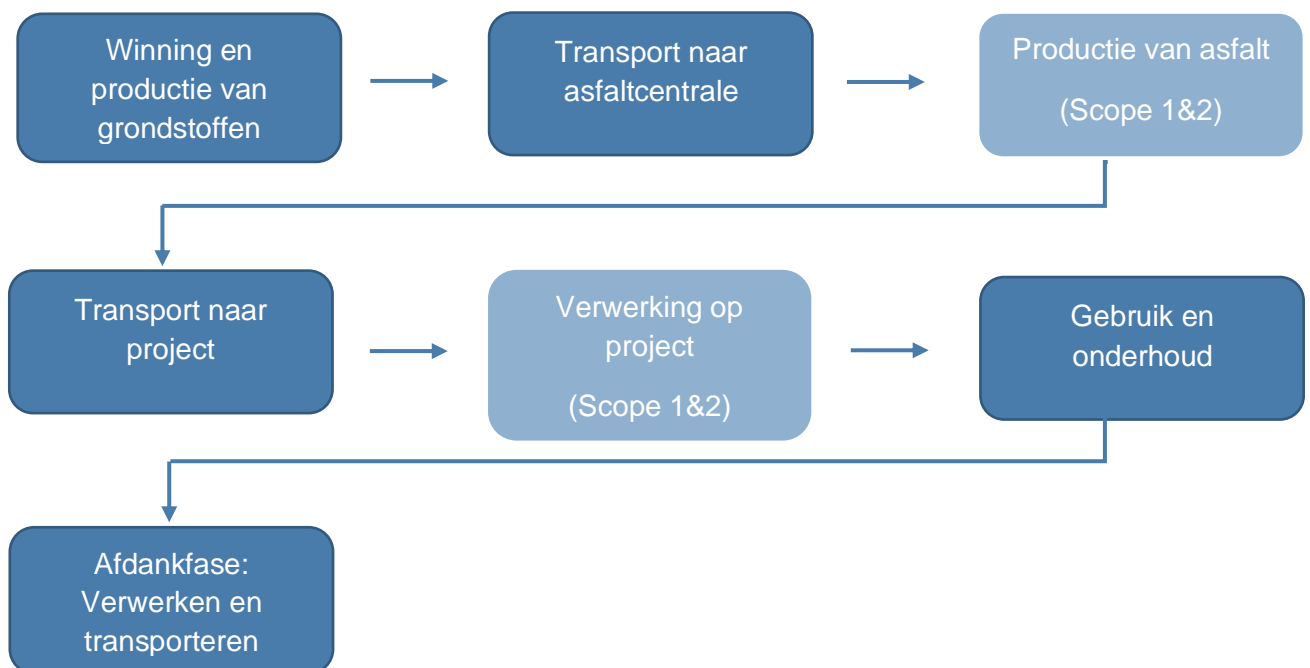 Winning en
productie van
grondstoffen
Transport naar
asfaltcentrale
Productie van asfalt
(Scope 1&2)
Transport naar
project
Verwerking op
project
(Scope 1&2)
Gebruik en
onderhoud
Afdankfase:
Verwerken en
transporteren